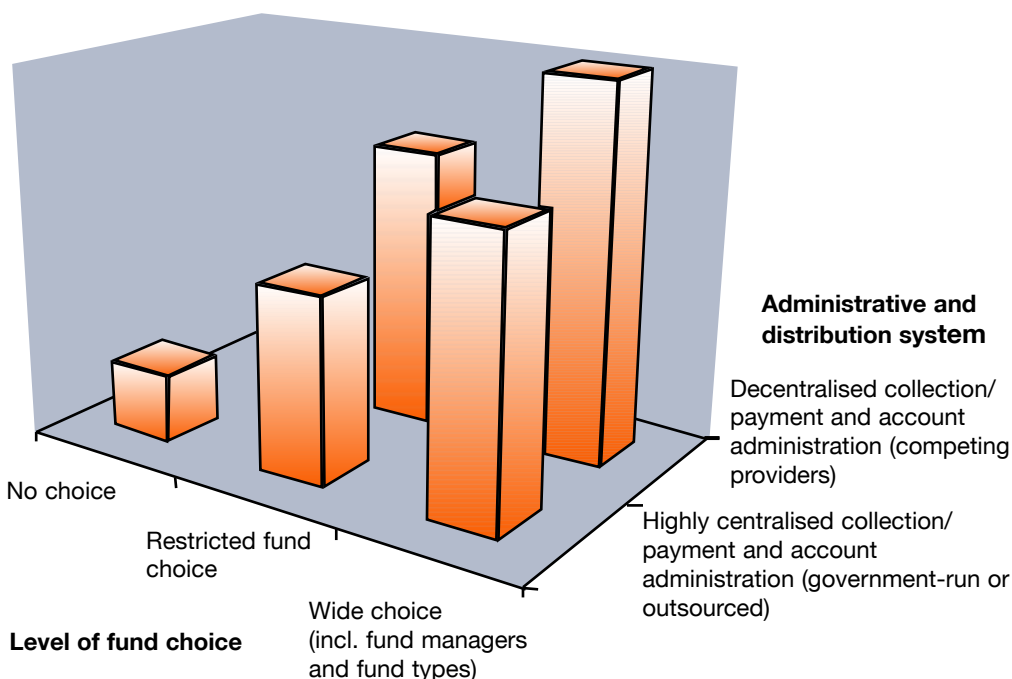 Administrative and
distribution system
Decentralised collection/
payment and account
administration (competing
providers)
No choice
Highly centralised collection/
payment and account
administration (government-run or
outsourced)
Restricted fund
choice
Wide choice
(incl. fund managers
and fund types)
Level of fund choice